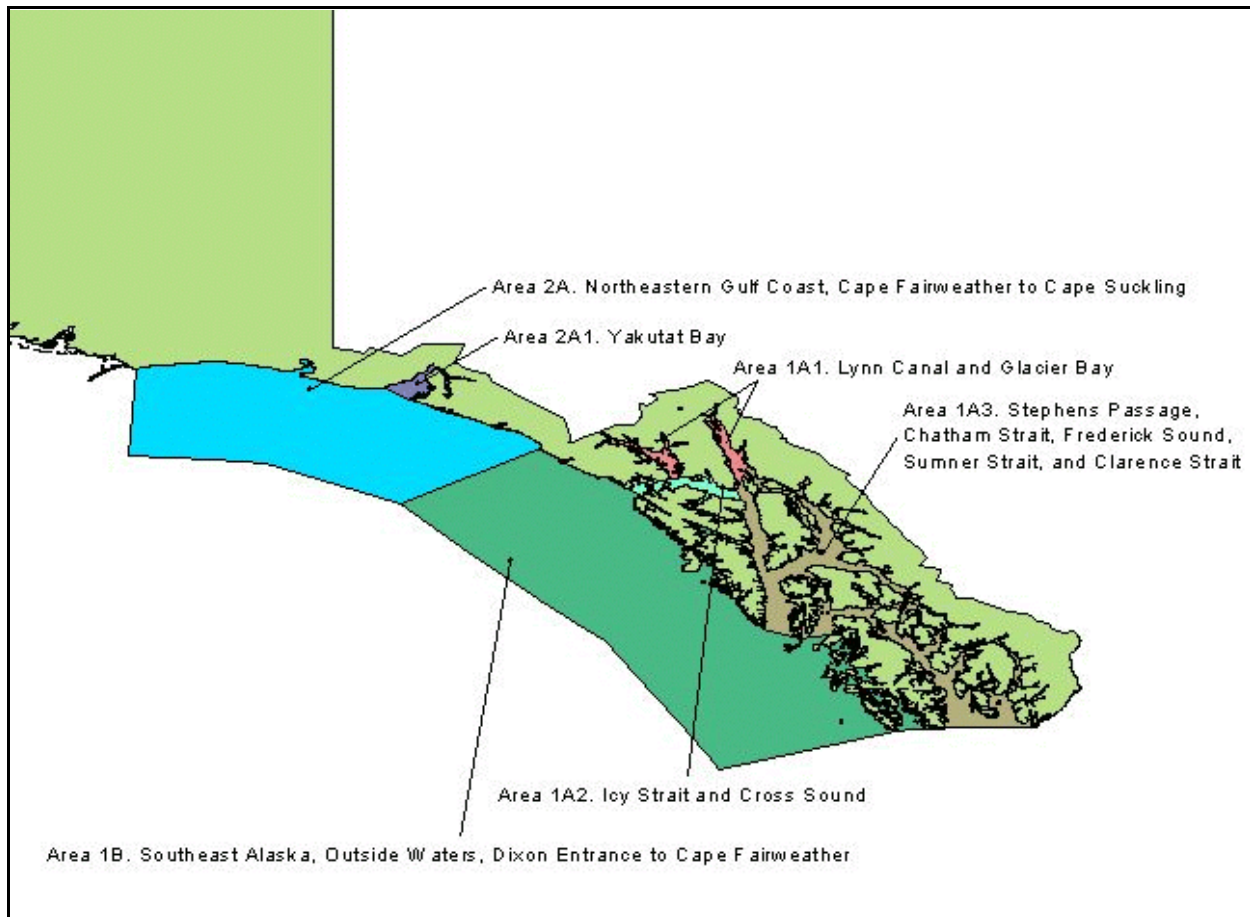 Area 2A. Northeastern Gulf Coast, Cape Fairweather to Cape Suckling
Area 2A1. Yakutat Bay
Area 1A1. Lynn Canal and Glacier Bay
Area 1A3. Stephens Passage,
Chatham Strait, Frederick Sound,
Sumner Strait, and Clarence Strait
Area 1A2. Icy Strait and Cross Sound
Area 1B. Southeast Alaska, Outside Waters, Dixon Entrance to Cape Fairweather